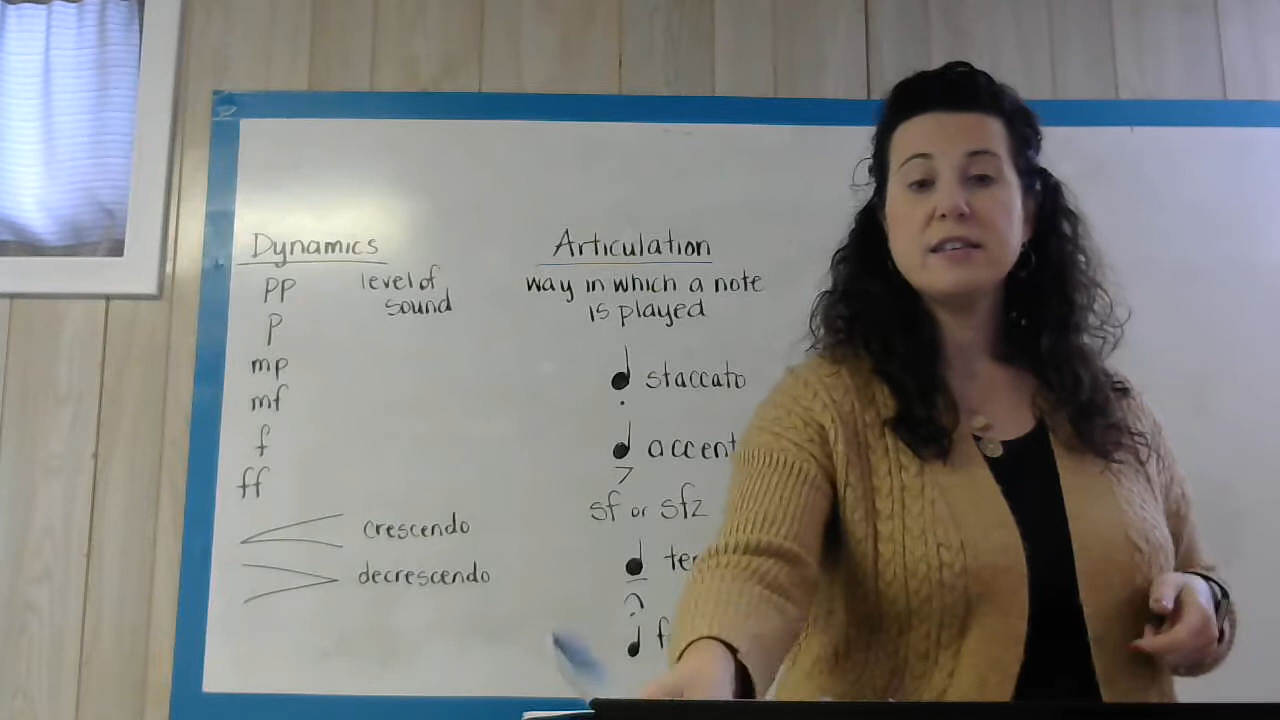 Dynamics
pp
level of
sound
p
mp
mf
f
ff
crescendo
decrescendo
Articulation
way in which a note
is played
staccato
accent
sf or sfz